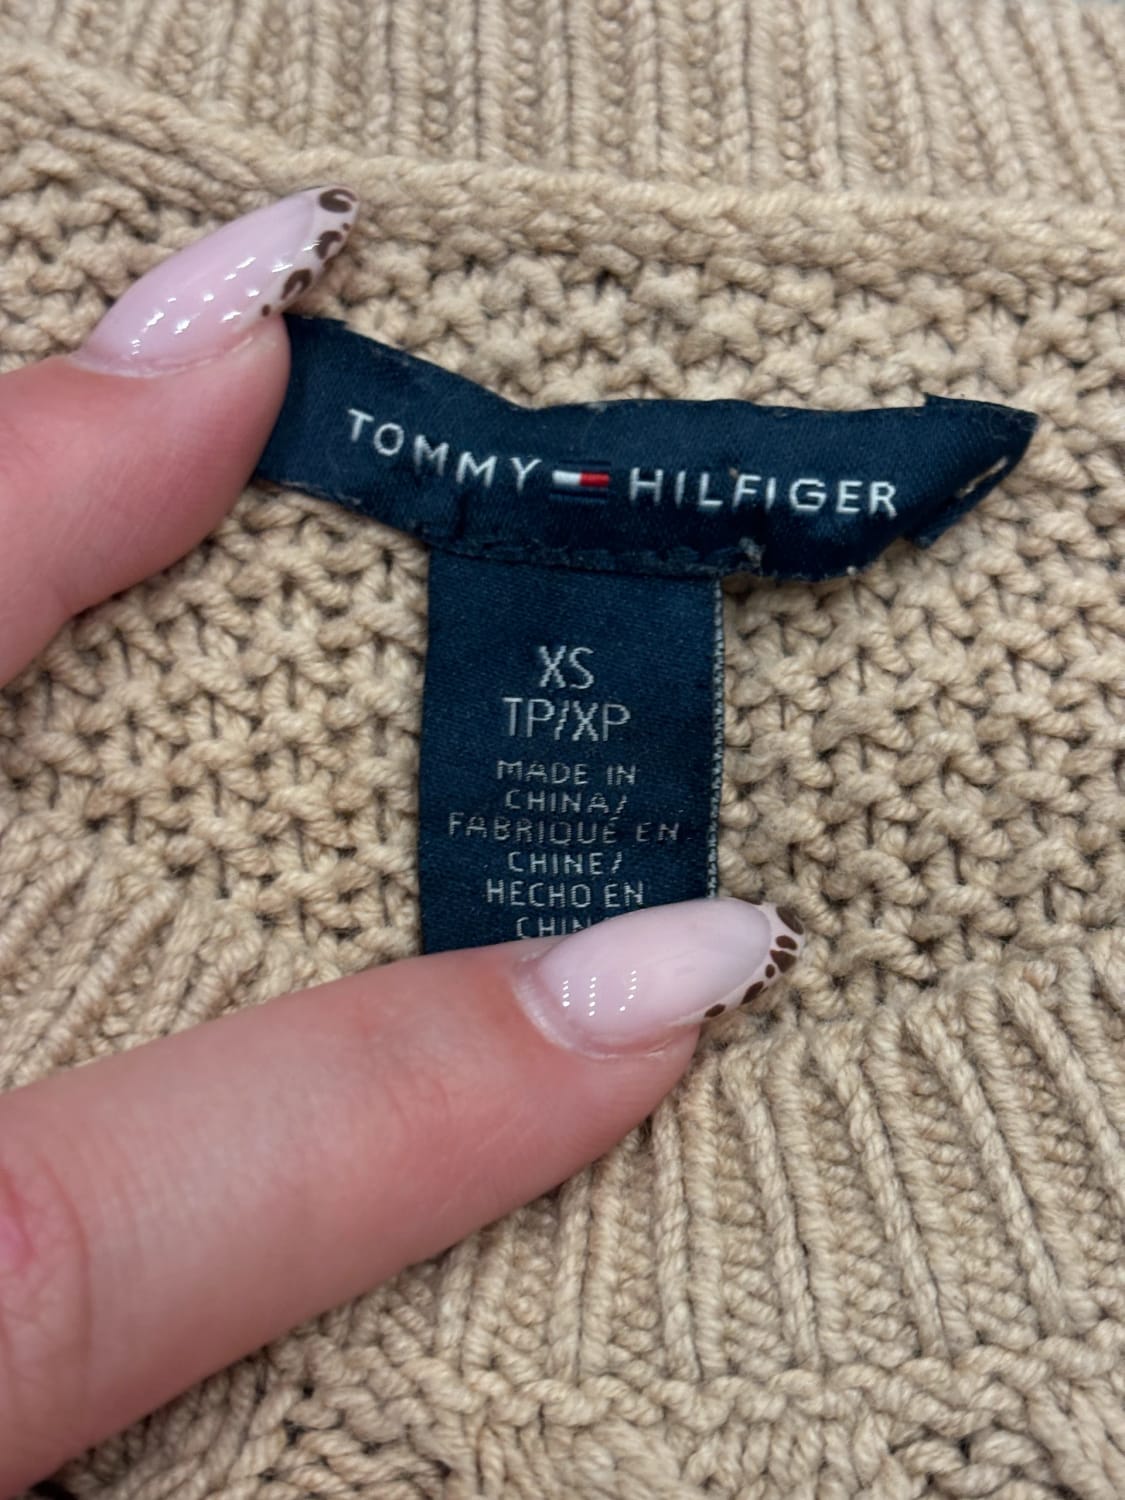 TOMMY HILFIGER
XS
TP/XP
MADE IN
CHINA/
FABRIQUÉ EN
CHINE/
HECHO EN